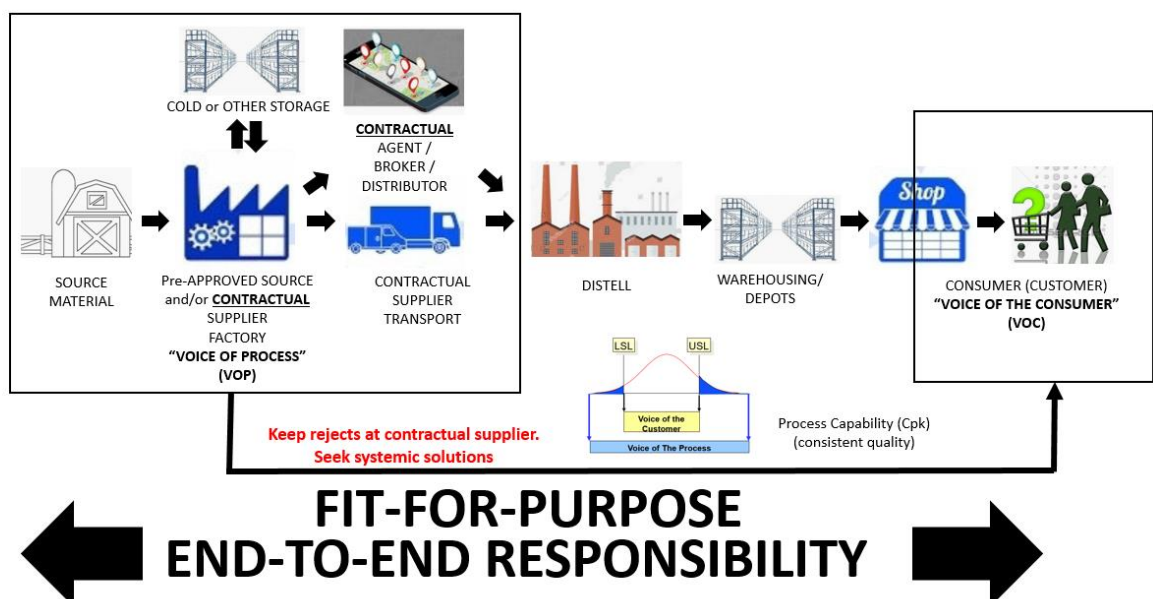 COLD or OTHER STORAGE
CONTRACTUAL
AGENT /
BROKER /
DISTRIBUTOR
Shop
SOURCE
MATERIAL
Pre-APPROVED SOURCE
and/or CONTRACTUAL
SUPPLIER
FACTORY
“VOICE OF PROCESS”
(VOP)
CONTRACTUAL
SUPPLIER
TRANSPORT
DISTELL
WAREHOUSING/
DEPOTS
CONSUMER (CUSTOMER)
“VOICE OF THE CONSUMER”
(VOC)
LSL
USL
Voice of the
Customer
Voice of The Process
Process Capability (Cpk)
(consistent quality)
Keep rejects at contractual supplier.
Seek systemic solutions
FIT-FOR-PURPOSE
END-TO-END RESPONSIBILITY